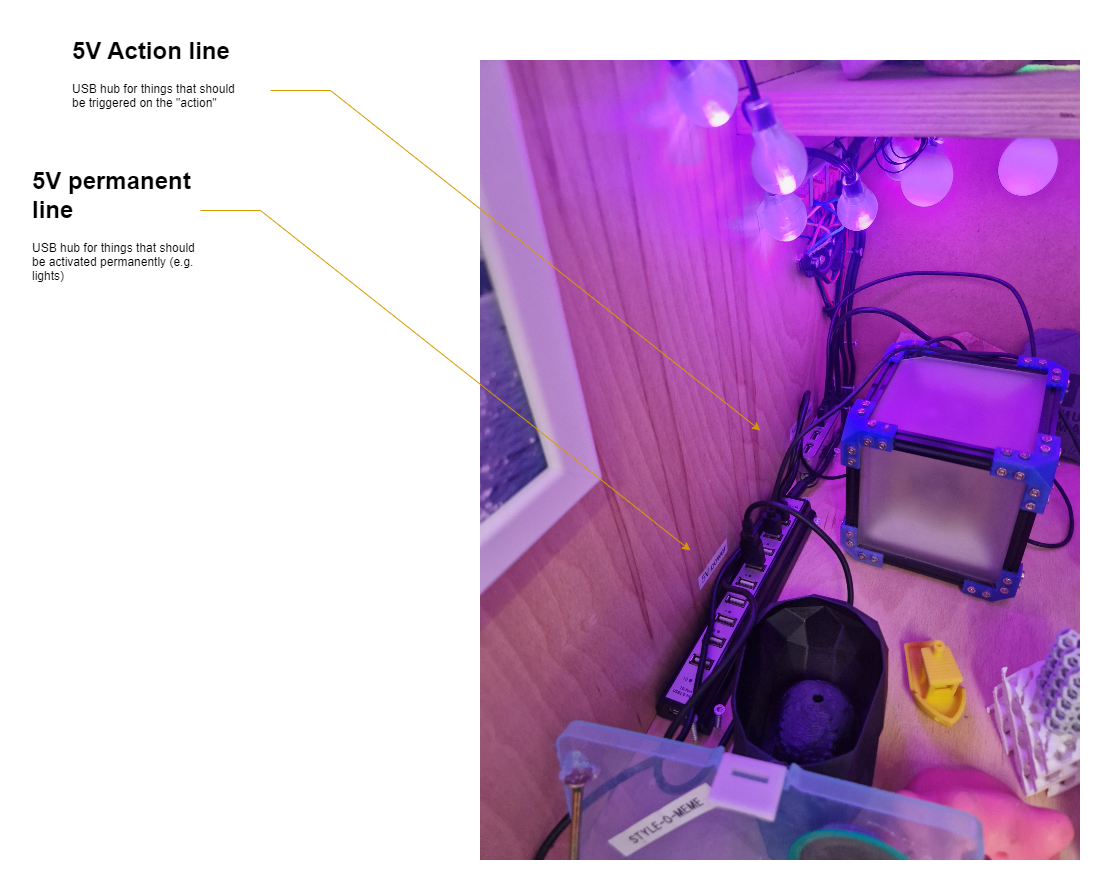 5V Action line
USB hub for things that should
be triggered on the "action"
5V permanent
line
USB hub for things that should
be activated permanently (e.g.
lights)
5V power
STYLE-O-MEME